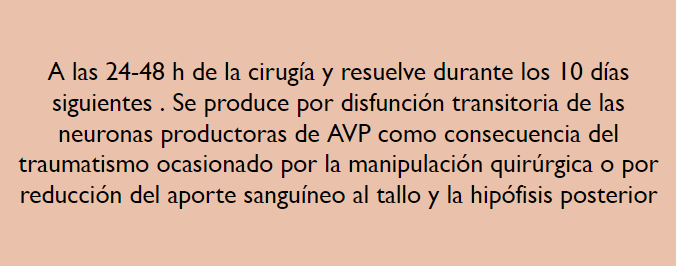 A las 24-48 h de la cirugía y resuelve durante los 10 días
siguientes . Se produce por disfunción transitoria de las
neuronas productoras de AVP como consecuencia del
traumatismo ocasionado por la manipulación quirúrgica o por
reducción del aporte sanguíneo al tallo y la hipófisis posterior